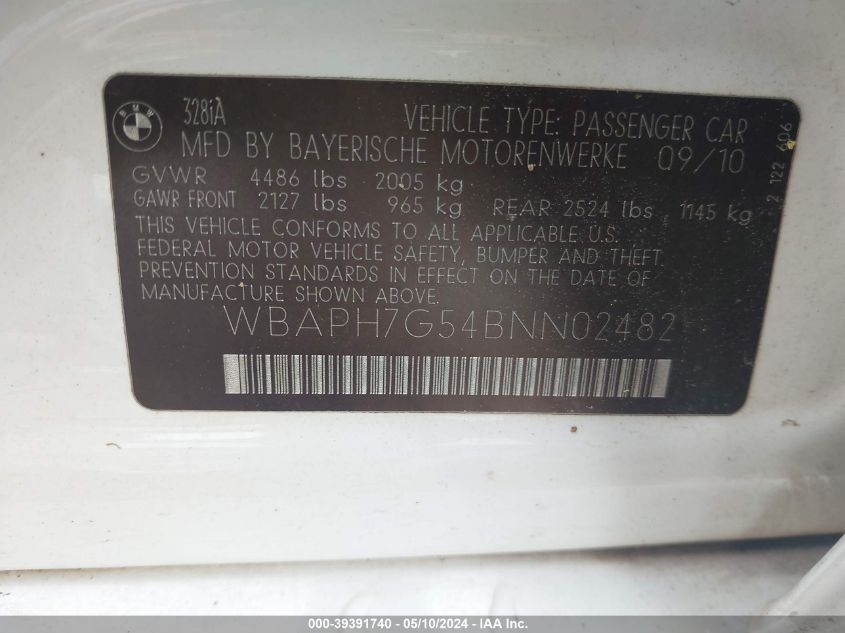 BMW
328iA
VEHICLE TYPE: PASSENGER CAR
MFD BY BAYERISCHE MOTORENWERKE 09/10
GVWR 4486 lbs 2005 kg
GAWR FRONT 2127 lbs 965 kg REAR 2524 lbs 1145 kg
THIS VEHICLE CONFORMS TO ALL APPLICABLE U.S.
FEDERAL MOTOR VEHICLE SAFETY, BUMPER AND THEFT
PREVENTION STANDARDS IN EFFECT ON THE DATE OF
MANUFACTURE SHOWN ABOVE.
WBAPH7G54BNN02482
2 122 606
000-39391740 - 05/10/2024 - IAA Inc.